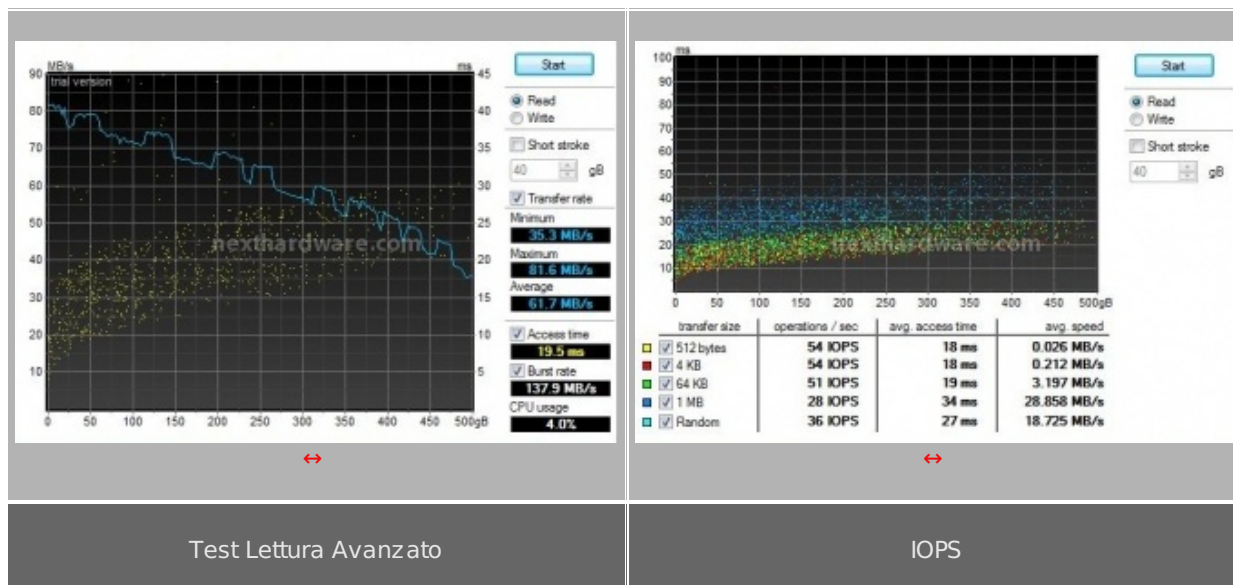 MB/s
ms
trial version
90
80
70
60
50
40
30
20
10
45
40
35
30
25
20
15
10
5
0 50 100 150 200 250 300 350 400 450 500gB
nexthardware.com
Start
Read
Write
Short stroke
40 gB
Transfer rate
Minimum
35.3 MB/s
Maximum
81.6 MB/s
Average
61.7 MB/s
Access time
19.5 ms
Burst rate
137.9 MB/s
CPU usage
4.0%
Test Lettura Avanzato
ms
100
90
80
70
60
50
40
30
20
10
0 50 100 150 200 250 300 350 400 450 500gB
nexthardware.com
Start
Read
Write
Short stroke
40 gB
transfer size operations / sec avg. access time avg. speed
512 bytes 54 IOPS 18 ms 0.026 MB/s
4 KB 54 IOPS 18 ms 0.212 MB/s
64 KB 51 IOPS 19 ms 3.197 MB/s
1 MB 28 IOPS 34 ms 28.858 MB/s
Random 36 IOPS 27 ms 18.725 MB/s
IOPS